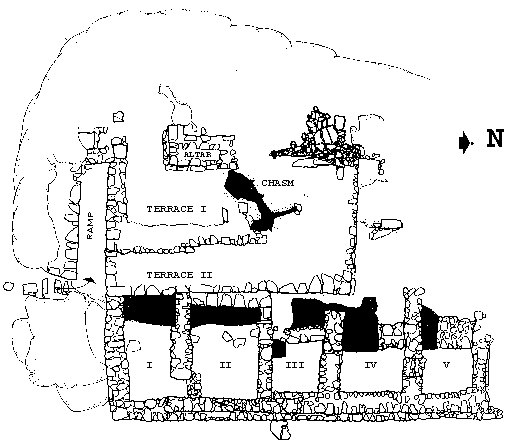 N
ALTAR
CHASM
TERRACE I
RAMP
TERRACE II
I
II
III
IV
V